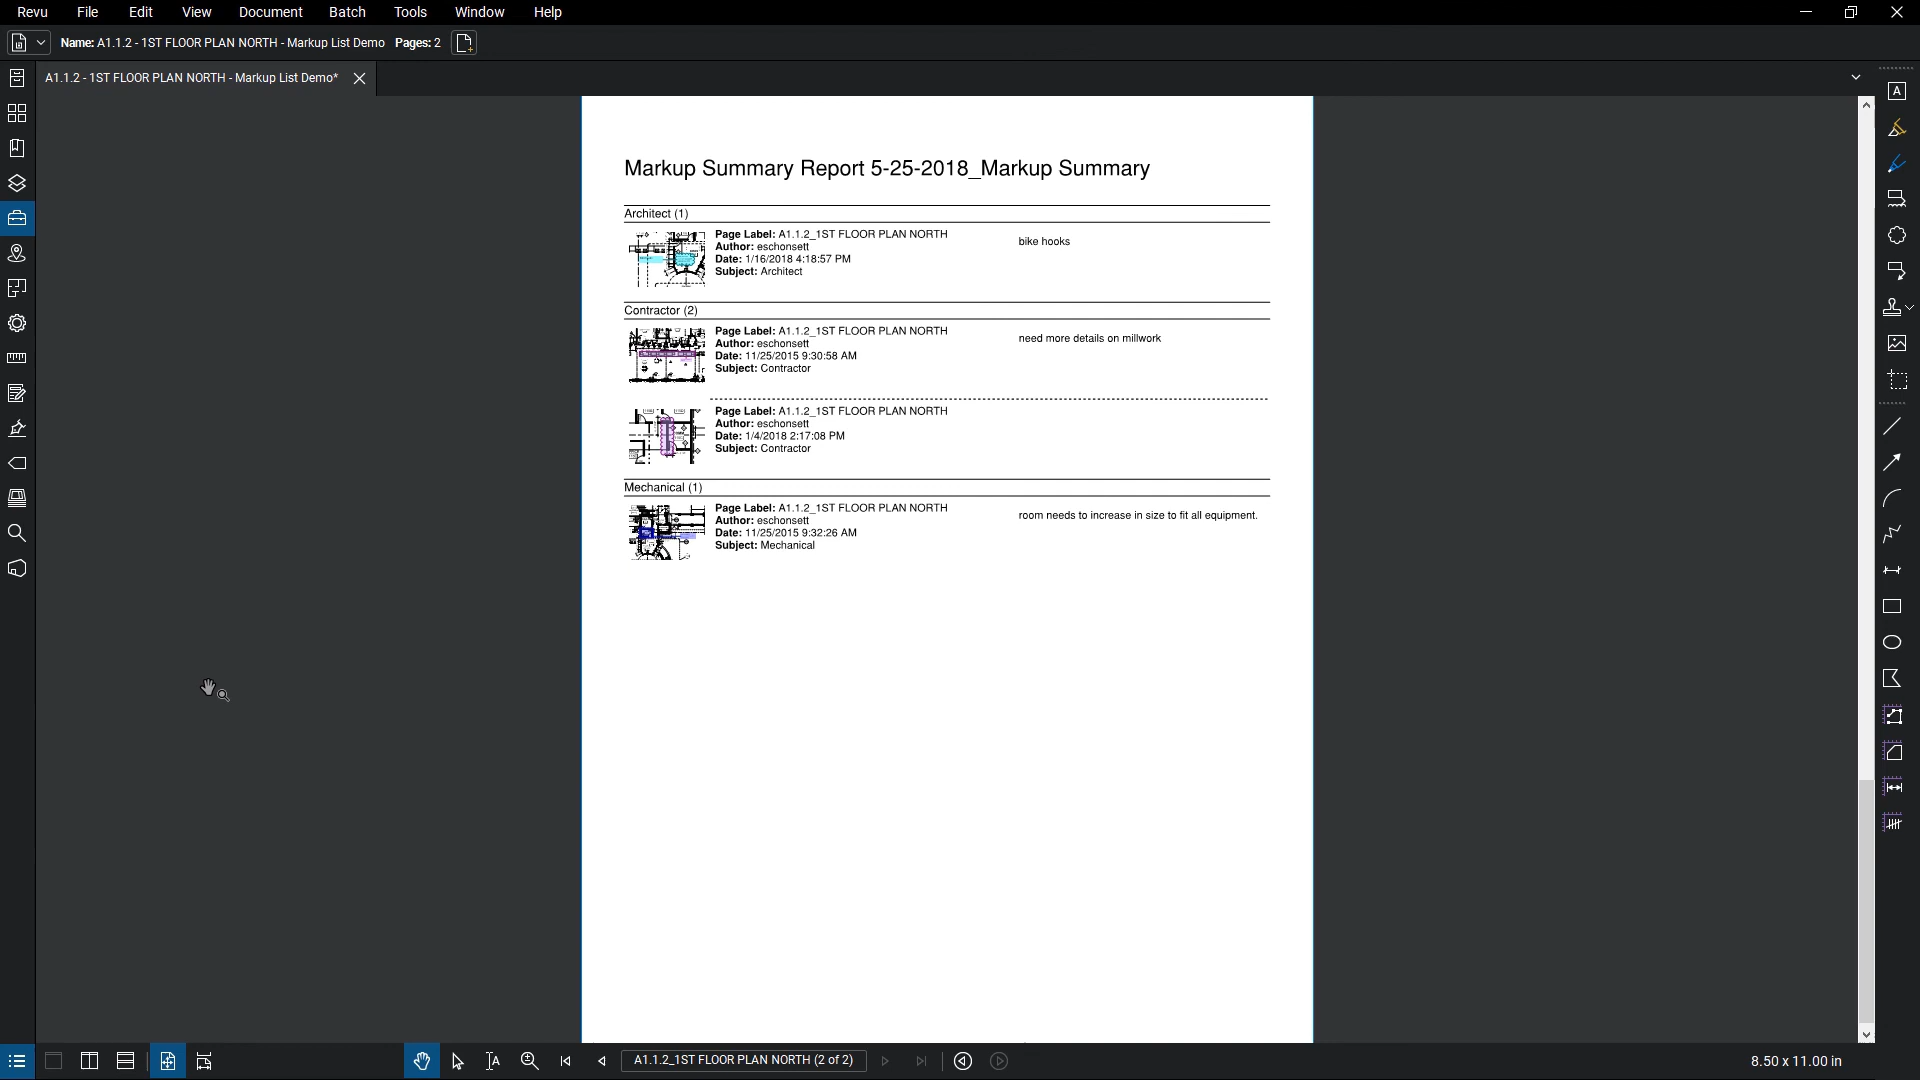 Revu File Edit View Document Batch Tools Window Help
Name: A1.1.2 - 1ST FLOOR PLAN NORTH - Markup List Demo Pages: 2
A1.1.2 - 1ST FLOOR PLAN NORTH - Markup List Demo*
Markup Summary Report 5-25-2018_Markup Summary
Architect (1)
Page Label: A1.1.2_1ST FLOOR PLAN NORTH
Author: eschonsett
Date: 1/16/2018 4:18:57 PM
Subject: Architect
bike hooks
Contractor (2)
Page Label: A1.1.2_1ST FLOOR PLAN NORTH
Author: eschonsett
Date: 11/25/2015 9:30:58 AM
Subject: Contractor
need more details on millwork
Page Label: A1.1.2_1ST FLOOR PLAN NORTH
Author: eschonsett
Date: 1/4/2018 2:17:08 PM
Subject: Contractor
Mechanical (1)
Page Label: A1.1.2_1ST FLOOR PLAN NORTH
Author: eschonsett
Date: 11/25/2015 9:32:26 AM
Subject: Mechanical
room needs to increase in size to fit all equipment.
A1.1.2_1ST FLOOR PLAN NORTH (2 of 2)
8.50 x 11.00 in